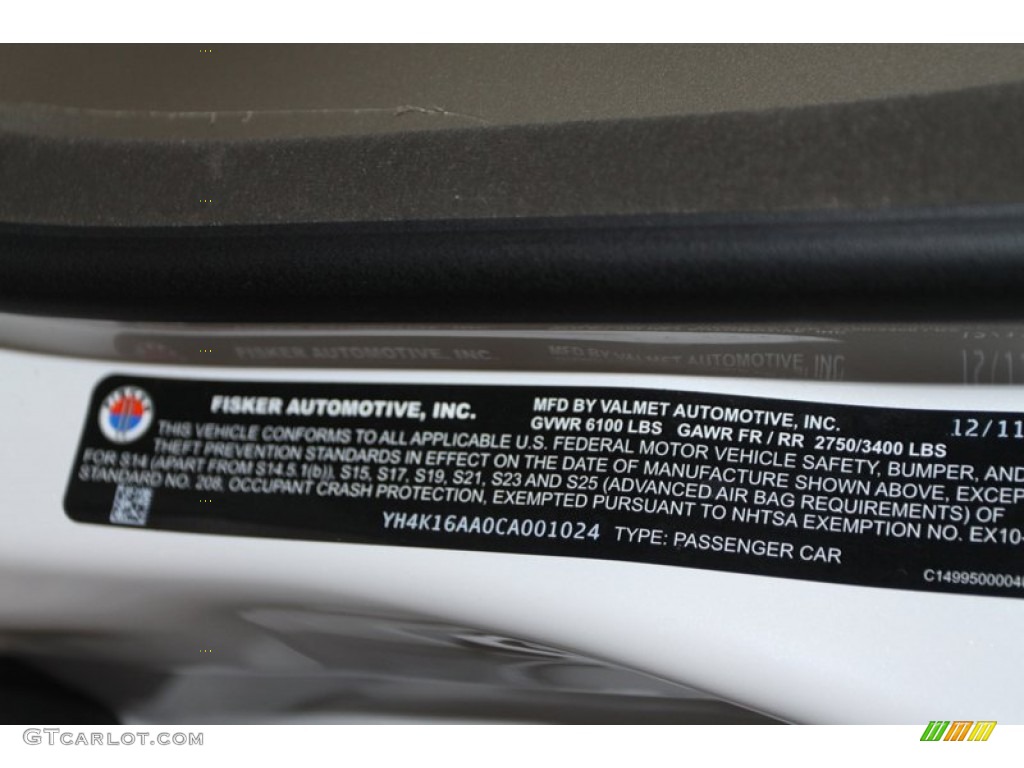 FISKER AUTOMOTIVE, INC.
MFD BY VALMET AUTOMOTIVE, INC.
12/11
GVWR 6100 LBS GAWR FR / RR 2750/3400 LBS
THIS VEHICLE CONFORMS TO ALL APPLICABLE U.S. FEDERAL MOTOR VEHICLE SAFETY, BUMPER, AND
THEFT PREVENTION STANDARDS IN EFFECT ON THE DATE OF MANUFACTURE SHOWN ABOVE, EXCEP
FOR S14 (APART FROM S14.5.1(b)), S15, S17, S19, S21, S23 AND S25 (ADVANCED AIR BAG REQUIREMENTS) OF
STANDARD NO. 208, OCCUPANT CRASH PROTECTION, EXEMPTED PURSUANT TO NHTSA EXEMPTION NO. EX10-
YH4K16AA0CA001024 TYPE: PASSENGER CAR
C1499500004
GTCARLOT.COM